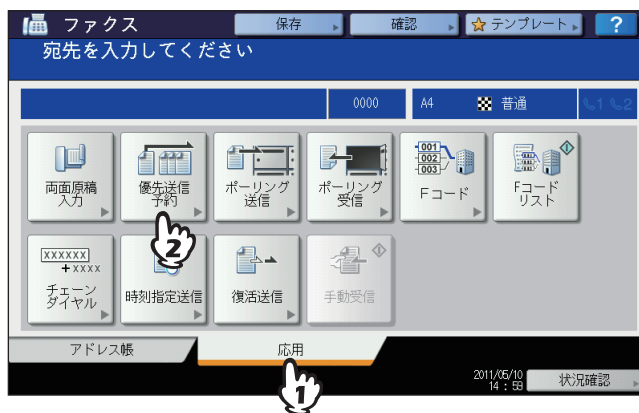 ファクス
保存
確認
テンプレート
?
宛先を入力してください
0000
A4
普通
1
2
両面原稿
入力
優先送信
予約
ポーリング
送信
ポーリング
受信
001
002
003
Fコード
Fコード
リスト
2
XXXXXX
+xxxx
チェーン
ダイヤル
時刻指定送信
復活送信
手動受信
アドレス帳
応用
1
2011/05/10
14:59
状況確認